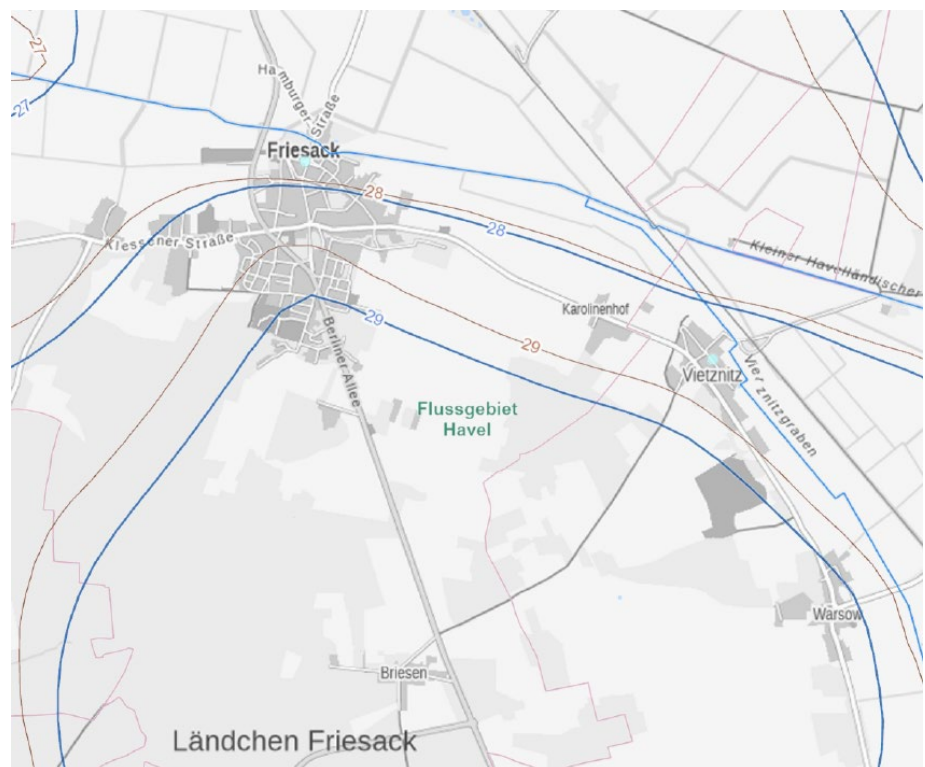 27
27
Hamburger Straße
Friesack
28
28
Klessener Straße
Kleiner Havelländischer
Karolinenhof
29
29
Berliner Allee
Vietznitz
Vietznitzgraben
Flussgebiet
Havel
Warsow
Briesen
Ländchen Friesack